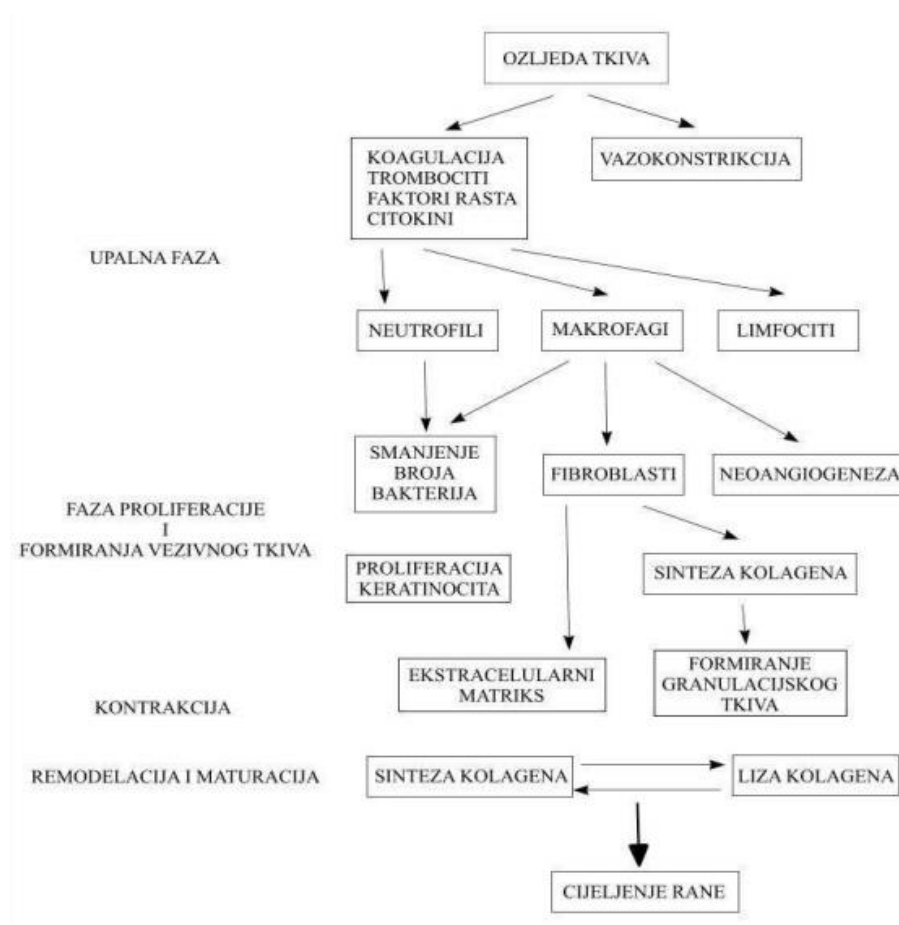 OZLJEDA TKIVA
KOAGULACIJA
TROMBOCITI
FAKTORI RASTA
CITOKINI
VAZOKONSTRIKCIJA
UPALNA FAZA
NEUTROFILI
MAKROFAGI
LIMFOCITI
SMANJENJE
BROJA
BAKTERIJA
FIBROBLASTI
NEOANGIOGENEZA
FAZA PROLIFERACIJE
I
FORMIRANJA VEZIVNOG TKIVA
PROLIFERACIJA
KERATINOCITA
SINTEZA KOLAGENA
EKSTRACELULARNI
MATRIKS
FORMIRANJE
GRANULACIJSKOG
TKIVA
KONTRAKCIJA
REMODELACIJA I MATURACIJA
SINTEZA KOLAGENA
LIZA KOLAGENA
CIJELJENJE RANE